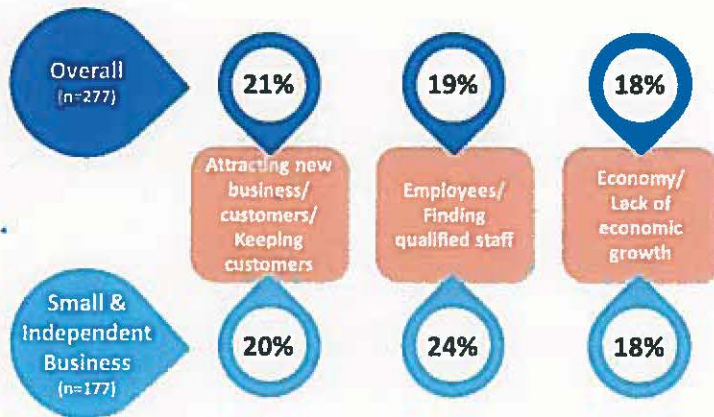 Overall
(n=277)
21%
19%
18%
Attracting new
business/
customers/
Keeping
customers
Employees/
Finding
qualified staff
Economy/
Lack of
economic
growth
Small &
Independent
Business
(n=177)
20%
24%
18%